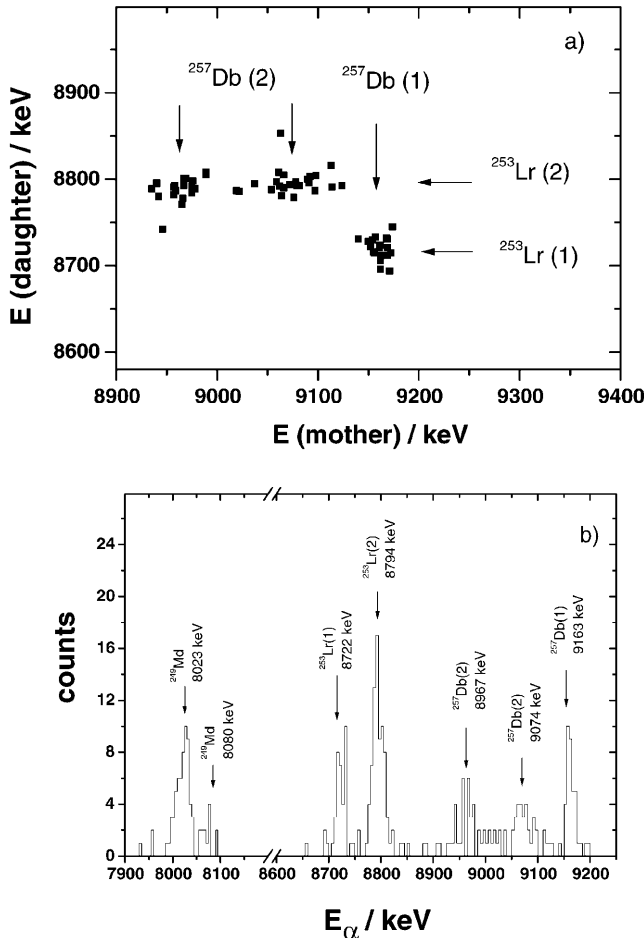 a)
²⁵⁷Db (2)
²⁵⁷Db (1)
²⁵³Lr (2)
²⁵³Lr (1)
E (daughter) / keV
8900
8800
8700
8600
8900 9000 9100 9200 9300 9400
E (mother) / keV
b)
counts
24
20
16
12
8
4
0
²⁴⁹Md
8023 keV
²⁴⁹Md
8080 keV
²⁵³Lr(1)
8722 keV
²⁵³Lr(2)
8794 keV
²⁵⁷Db(2)
8967 keV
²⁵⁷Db(2)
9074 keV
²⁵⁷Db(1)
9163 keV
7900 8000 8100 8600 8700 8800 8900 9000 9100 9200
Eα / keV